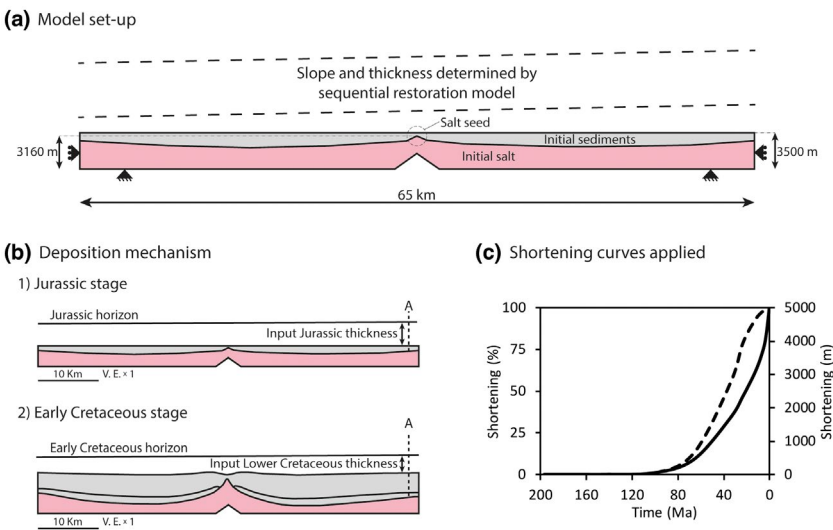 (a) Model set-up
Slope and thickness determined by
sequential restoration model
Salt seed
Initial sediments
3160 m
Initial salt
3500 m
65 km
(b) Deposition mechanism
1) Jurassic stage
A
Jurassic horizon
Input Jurassic thickness
10 Km V. E. × 1
2) Early Cretaceous stage
A
Early Cretaceous horizon
Input Lower Cretaceous thickness
10 Km V. E. × 1
(c) Shortening curves applied
100
75
50
25
0
Shortening (%)
5000
4000
3000
2000
1000
0
Shortening (m)
200 160 120 80 40 0
Time (Ma)